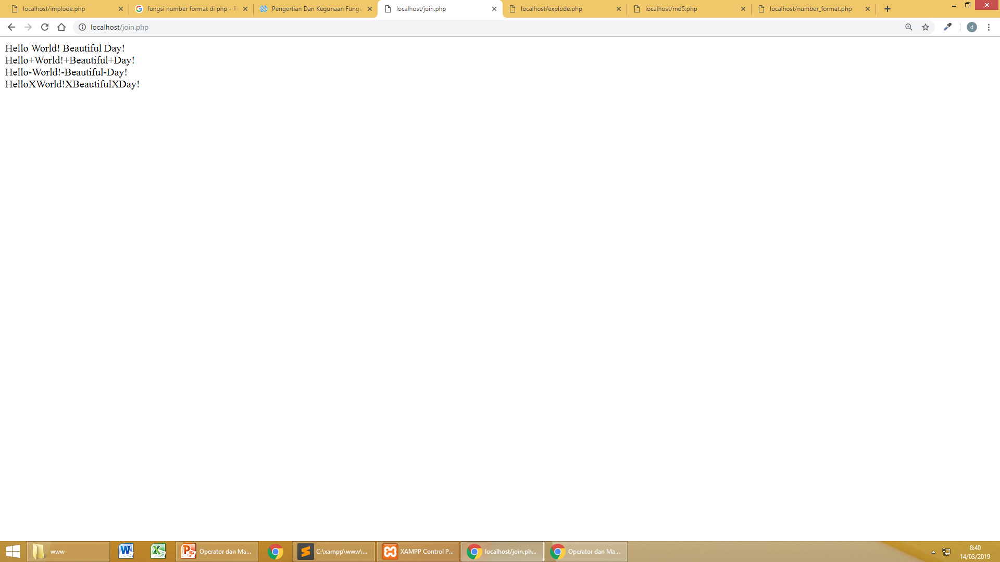 localhost/implode.php
fungsi number format di php - P
Pengertian Dan Kegunaan Fungs
localhost/join.php
localhost/explode.php
localhost/md5.php
localhost/number_format.php
localhost/join.php
d
Hello World! Beautiful Day!
Hello+World!+Beautiful+Day!
Hello-World!-Beautiful-Day!
HelloXWorld!XBeautifulXDay!
www
Operator dan Ma...
C:\xampp\www\...
XAMPP Control P...
localhost/join.ph...
Operator dan Ma...
8:40
14/03/2019